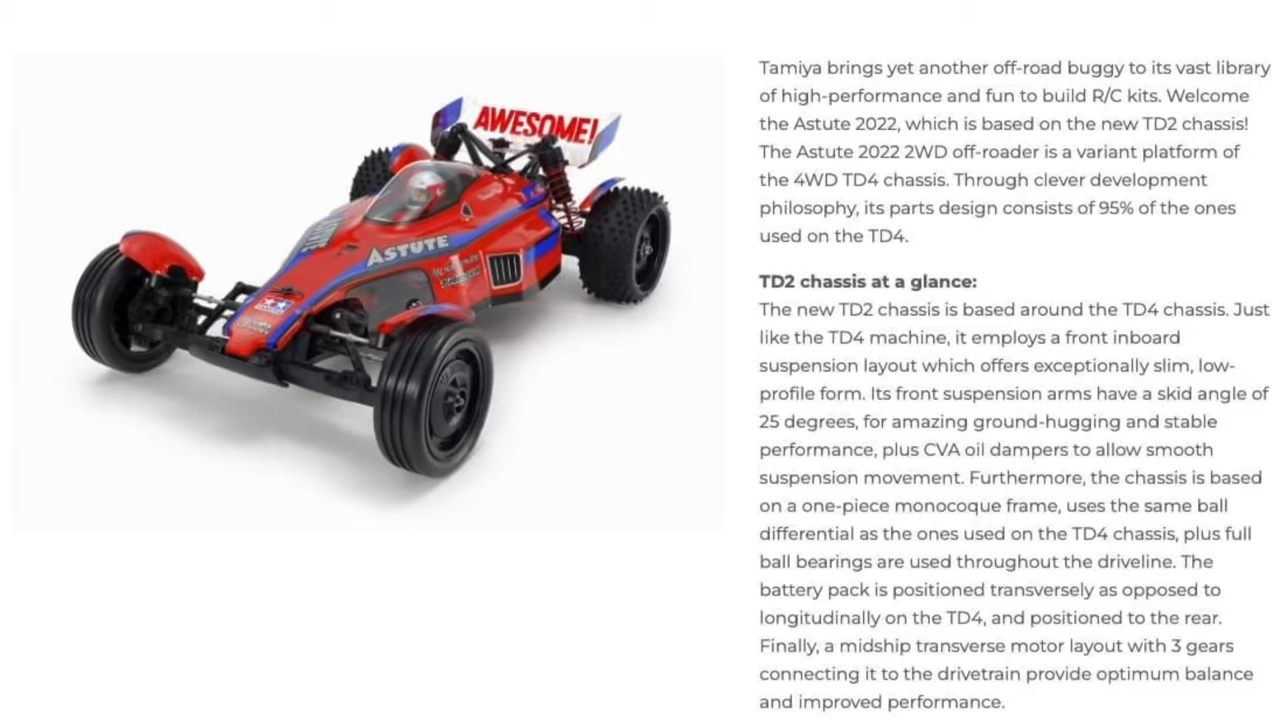 AWESOME!
ASTUTE
Tamiya brings yet another off-road buggy to its vast library
of high-performance and fun to build R/C kits. Welcome
the Astute 2022, which is based on the new TD2 chassis!
The Astute 2022 2WD off-roader is a variant platform of
the 4WD TD4 chassis. Through clever development
philosophy, its parts design consists of 95% of the ones
used on the TD4.
TD2 chassis at a glance:
The new TD2 chassis is based around the TD4 chassis. Just
like the TD4 machine, it employs a front inboard
suspension layout which offers exceptionally slim, low-
profile form. Its front suspension arms have a skid angle of
25 degrees, for amazing ground-hugging and stable
performance, plus CVA oil dampers to allow smooth
suspension movement. Furthermore, the chassis is based
on a one-piece monocoque frame, uses the same ball
differential as the ones used on the TD4 chassis, plus full
ball bearings are used throughout the driveline. The
battery pack is positioned transversely as opposed to
longitudinally on the TD4, and positioned to the rear.
Finally, a midship transverse motor layout with 3 gears
connecting it to the drivetrain provide optimum balance
and improved performance.